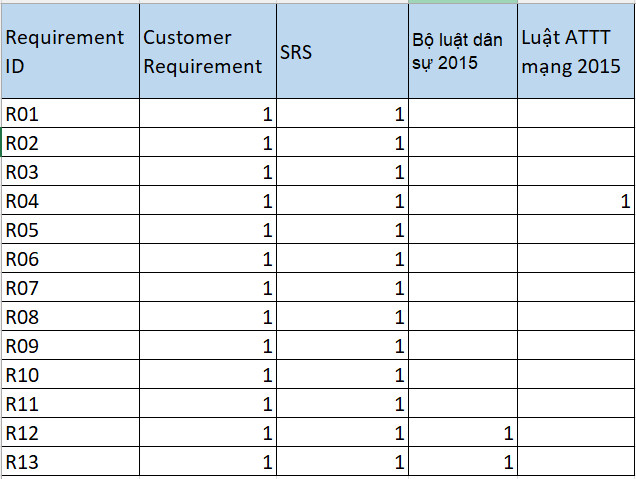 Requirement ID Customer Requirement SRS Bộ luật dân sự 2015 Luật ATTT mạng 2015
R01 1 1
R02 1 1
R03 1 1
R04 1 1 1
R05 1 1
R06 1 1
R07 1 1
R08 1 1
R09 1 1
R10 1 1
R11 1 1
R12 1 1 1
R13 1 1 1